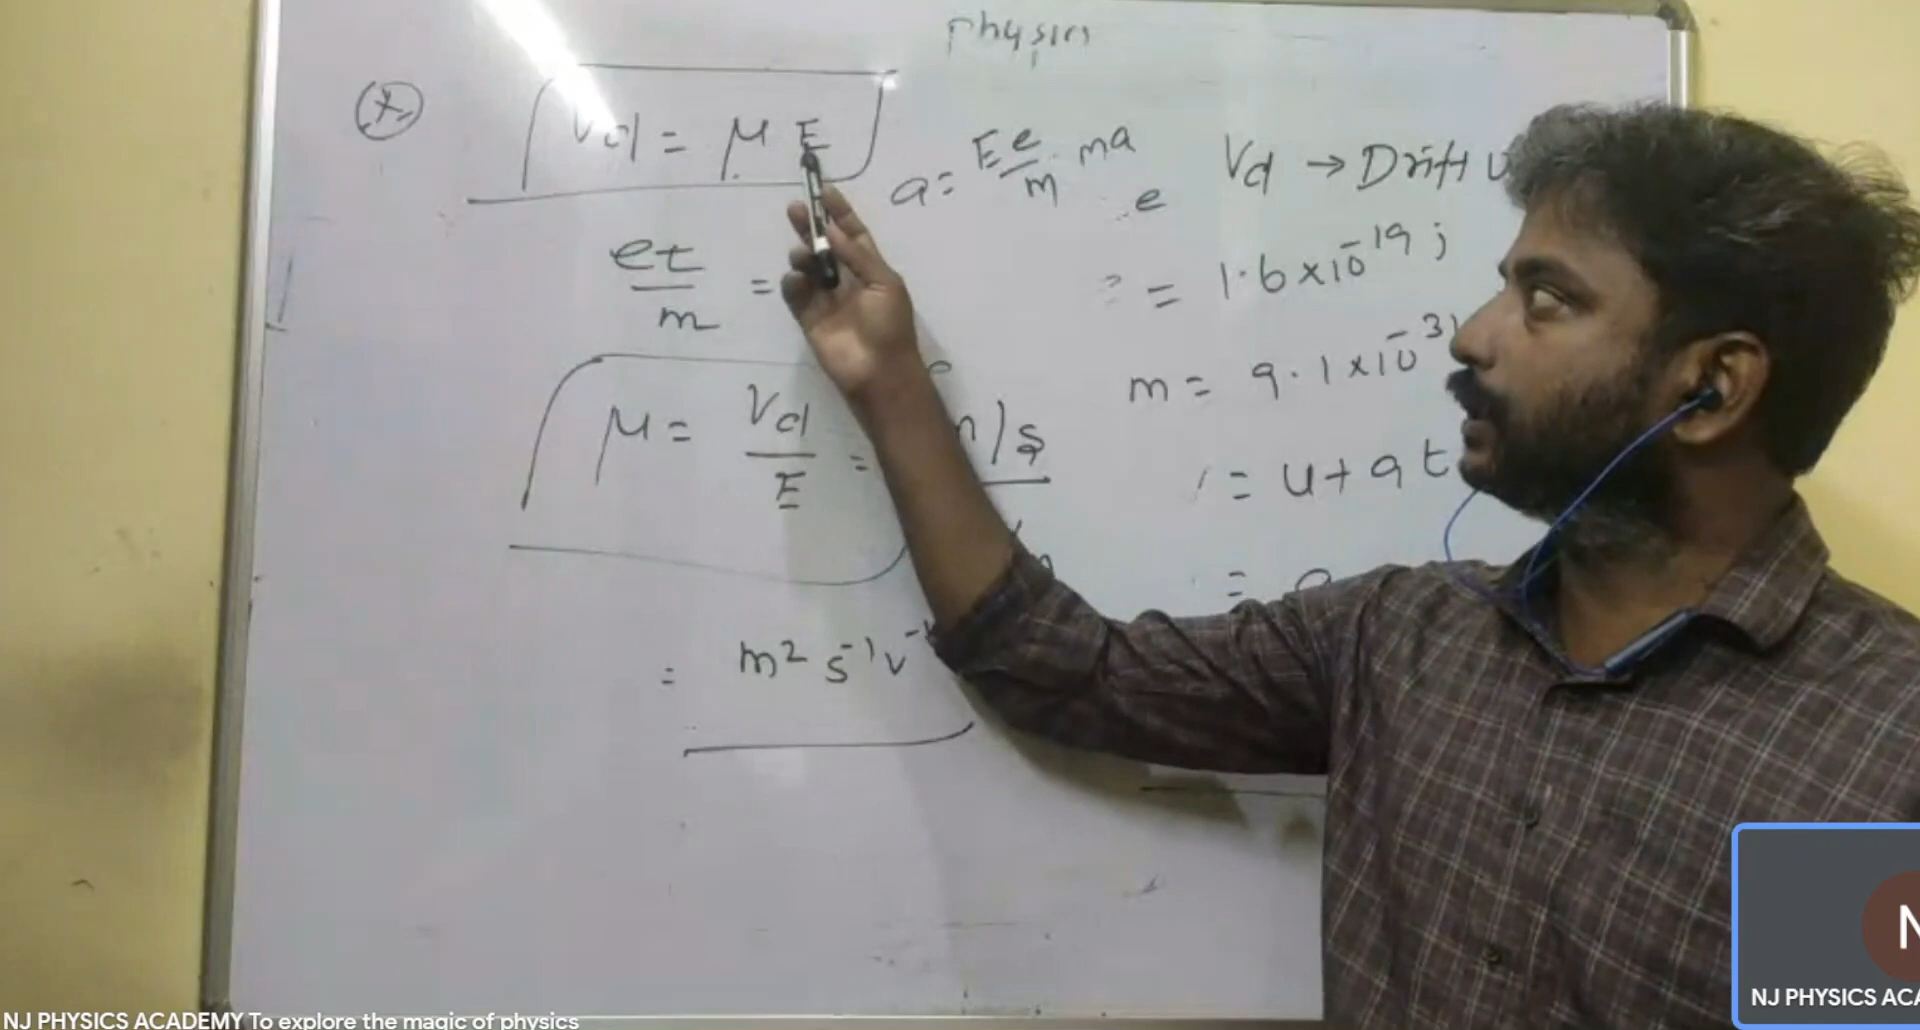 Physics
Vd = μ E
a = Ee/m ma
e
Vd → Drift
et/m =
= 1.6×10⁻¹⁹ j
m = 9.1×10⁻³¹
μ = Vd/E = m/s
= u + a t
=
= m² s⁻¹ v⁻¹
N
NJ PHYSICS ACA
NJ PHYSICS ACADEMY To explore the magic of physics